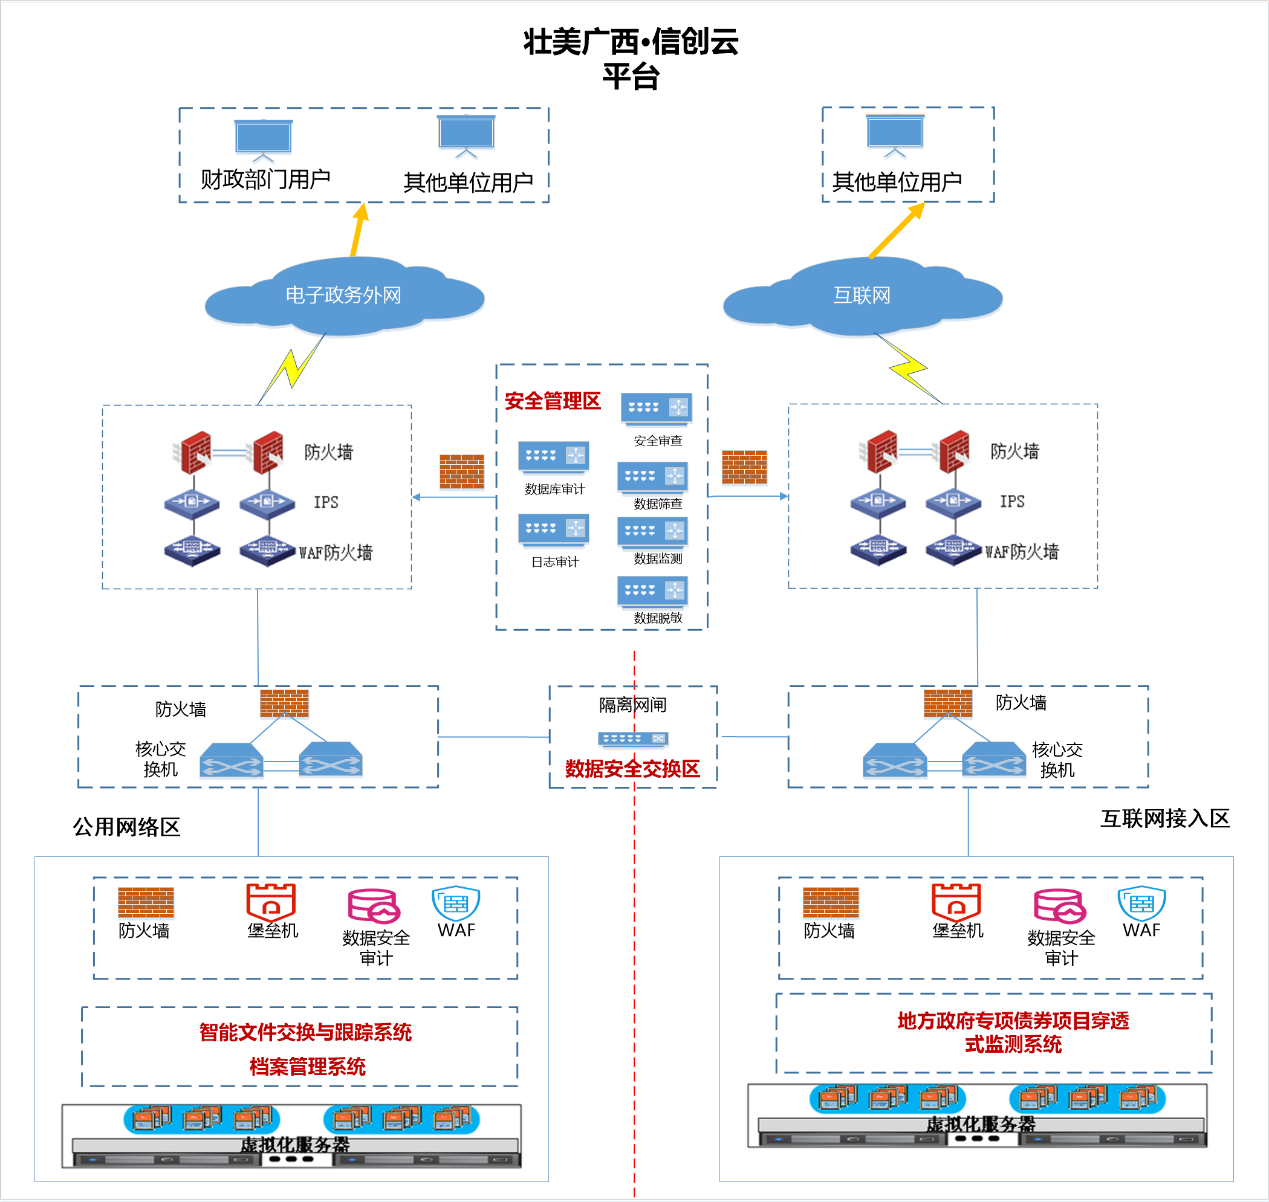 壮美广西·信创云
平台
财政部门用户
其他单位用户
其他单位用户
电子政务外网
互联网
安全管理区
安全审查
数据库审计
数据筛查
日志审计
数据监测
数据脱敏
防火墙
IPS
WAF防火墙
防火墙
IPS
WAF防火墙
防火墙
核心交
换机
隔离网闸
数据安全交换区
防火墙
核心交
换机
公用网络区
互联网接入区
防火墙
堡垒机
数据安全
审计
WAF
防火墙
堡垒机
数据安全
审计
WAF
智能文件交换与跟踪系统
档案管理系统
地方政府专项债券项目穿透
式监测系统
虚拟化服务器
虚拟化服务器